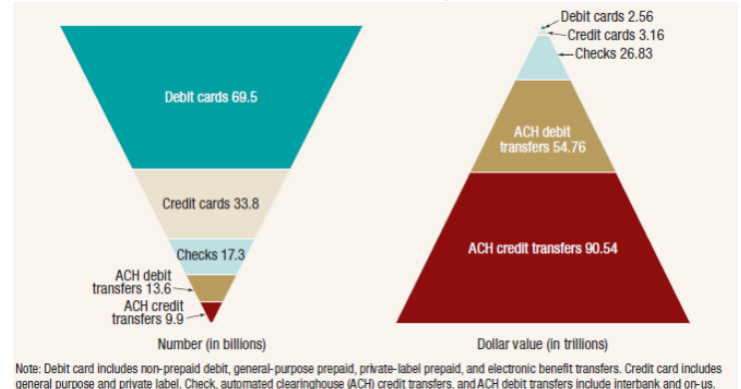 Debit cards 69.5
Credit cards 33.8
Checks 17.3
ACH debit
transfers 13.6
ACH credit
transfers 9.9
Number (in billions)
Debit cards 2.56
Credit cards 3.16
Checks 26.83
ACH debit
transfers 54.76
ACH credit transfers 90.54
Dollar value (in trillions)
Note: Debit card includes non-prepaid debit, general-purpose prepaid, private-label prepaid, and electronic benefit transfers. Credit card includes
general purpose and private label. Check, automated clearinghouse (ACH) credit transfers, and ACH debit transfers include interbank and on-us.